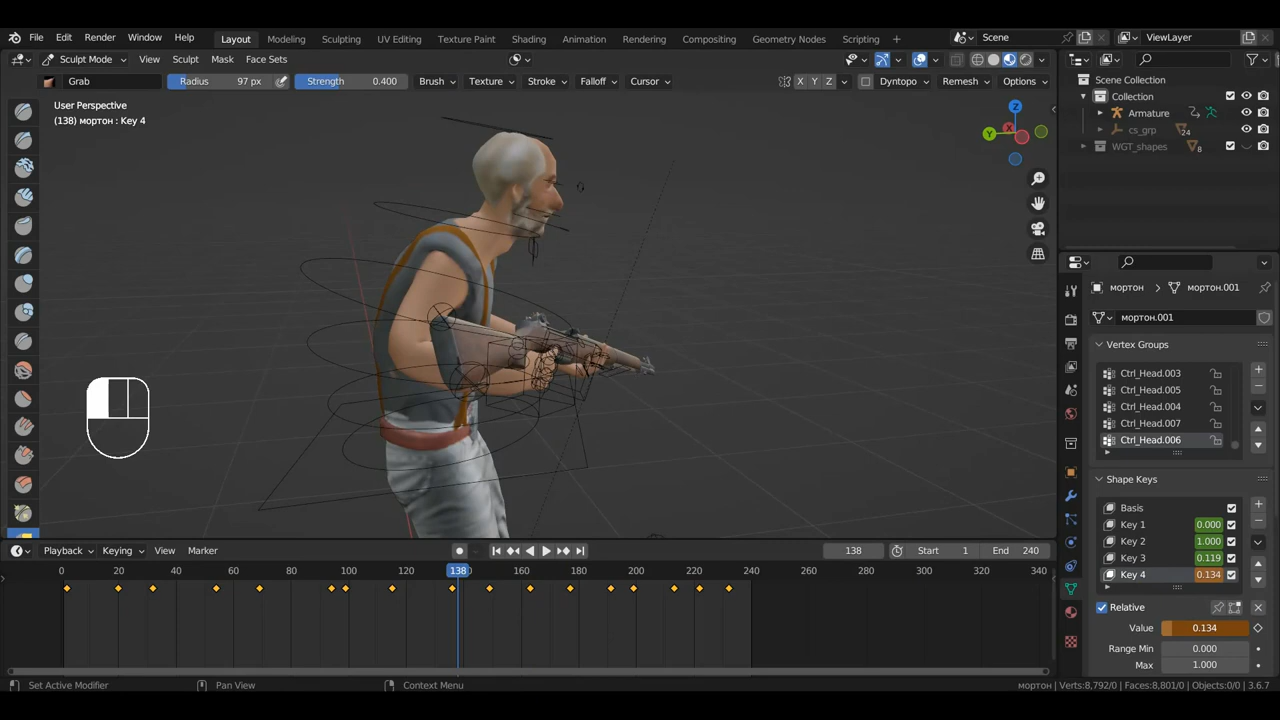 File Edit Render Window Help Layout Modeling Sculpting UV Editing Texture Paint Shading Animation Rendering Compositing Geometry Nodes Scripting + Scene ViewLayer
Sculpt Mode View Sculpt Mask Face Sets
Grab Radius 97 px Strength 0.400 Brush Texture Stroke Falloff Cursor X Y Z Dyntopo Remesh Options
User Perspective
(138) мортон : Key 4
Z
Y
X
Scene Collection
Collection
Armature
cs_grp 24
WGT_shapes 8
мортон > мортон.001
мортон.001
Vertex Groups
Ctrl_Head.003
Ctrl_Head.005
Ctrl_Head.004
Ctrl_Head.007
Ctrl_Head.006
Shape Keys
Basis
Key 1 0.000
Key 2 1.000
Key 3 0.119
Key 4 0.134
Relative
Value 0.134
Range Min 0.000
Max 1.000
Playback Keying View Marker 138 Start 1 End 240
0 20 40 60 80 100 120 138 160 180 200 220 240 260 280 300 320 340
Set Active Modifier Pan View Context Menu мортон | Verts:8,792/0 | Faces:8,801/0 | Objects:0/0 | 3.6.7